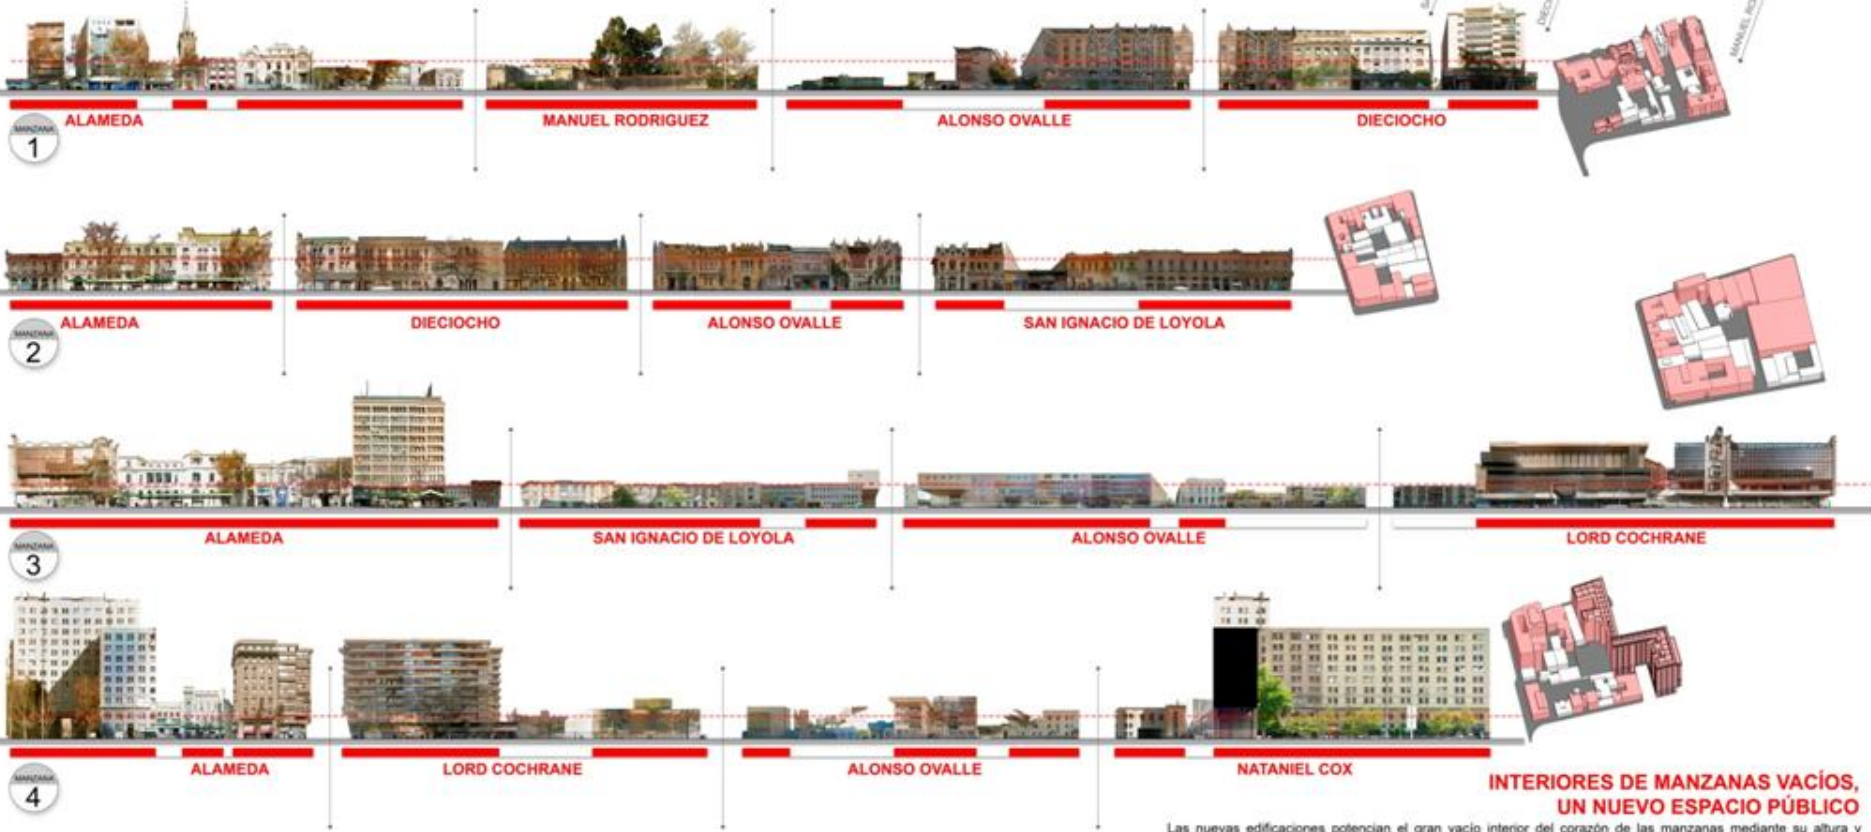 MANUEL RO
ALAMEDA
MANUEL RODRIGUEZ
ALONSO OVALLE
DIECIOCHO
MANZANA
1
ALAMEDA
DIECIOCHO
ALONSO OVALLE
SAN IGNACIO DE LOYOLA
MANZANA
2
ALAMEDA
SAN IGNACIO DE LOYOLA
ALONSO OVALLE
LORD COCHRANE
MANZANA
3
ALAMEDA
LORD COCHRANE
ALONSO OVALLE
NATANIEL COX
MANZANA
4
INTERIORES DE MANZANAS VACÍOS,
UN NUEVO ESPACIO PÚBLICO
Las nuevas edificaciones potencian el gran vacío interior del corazón de las manzanas mediante su altura y